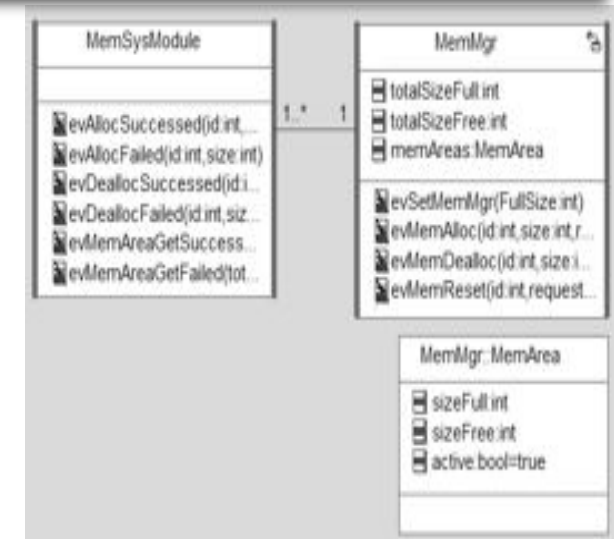 MemSysModule
evAllocSuccessed(id:int,...
evAllocFailed(id:int,size:int)
evDeallocSuccessed(id:i...
evDeallocFailed(id:int,siz...
evMemAreaGetSuccess...
evMemAreaGetFailed(tot...
1..* 1
MemMgr
totalSizeFull:int
totalSizeFree:int
memAreas:MemArea
evSetMemMgr(FullSize:int)
evMemAlloc(id:int,size:int,r...
evMemDealloc(id:int,size:i...
evMemReset(id:int,request...
MemMgr::MemArea
sizeFull:int
sizeFree:int
active:bool=true